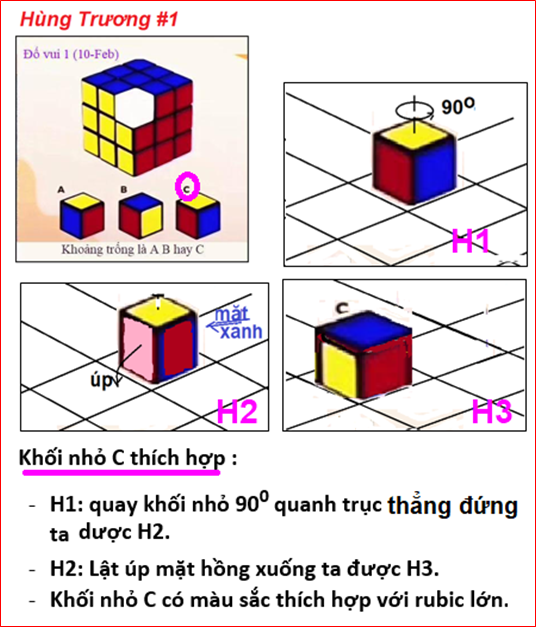 Hùng Trương #1
Đố vui 1 (10-Feb)
A B C
Khoảng trống là A B hay C
90⁰
H1
mặt
xanh
úp
H2
C
H3
Khối nhỏ C thích hợp :
- H1: quay khối nhỏ 90⁰ quanh trục thẳng đứng
ta dược H2.
- H2: Lật úp mặt hồng xuống ta được H3.
- Khối nhỏ C có màu sắc thích hợp với rubic lớn.